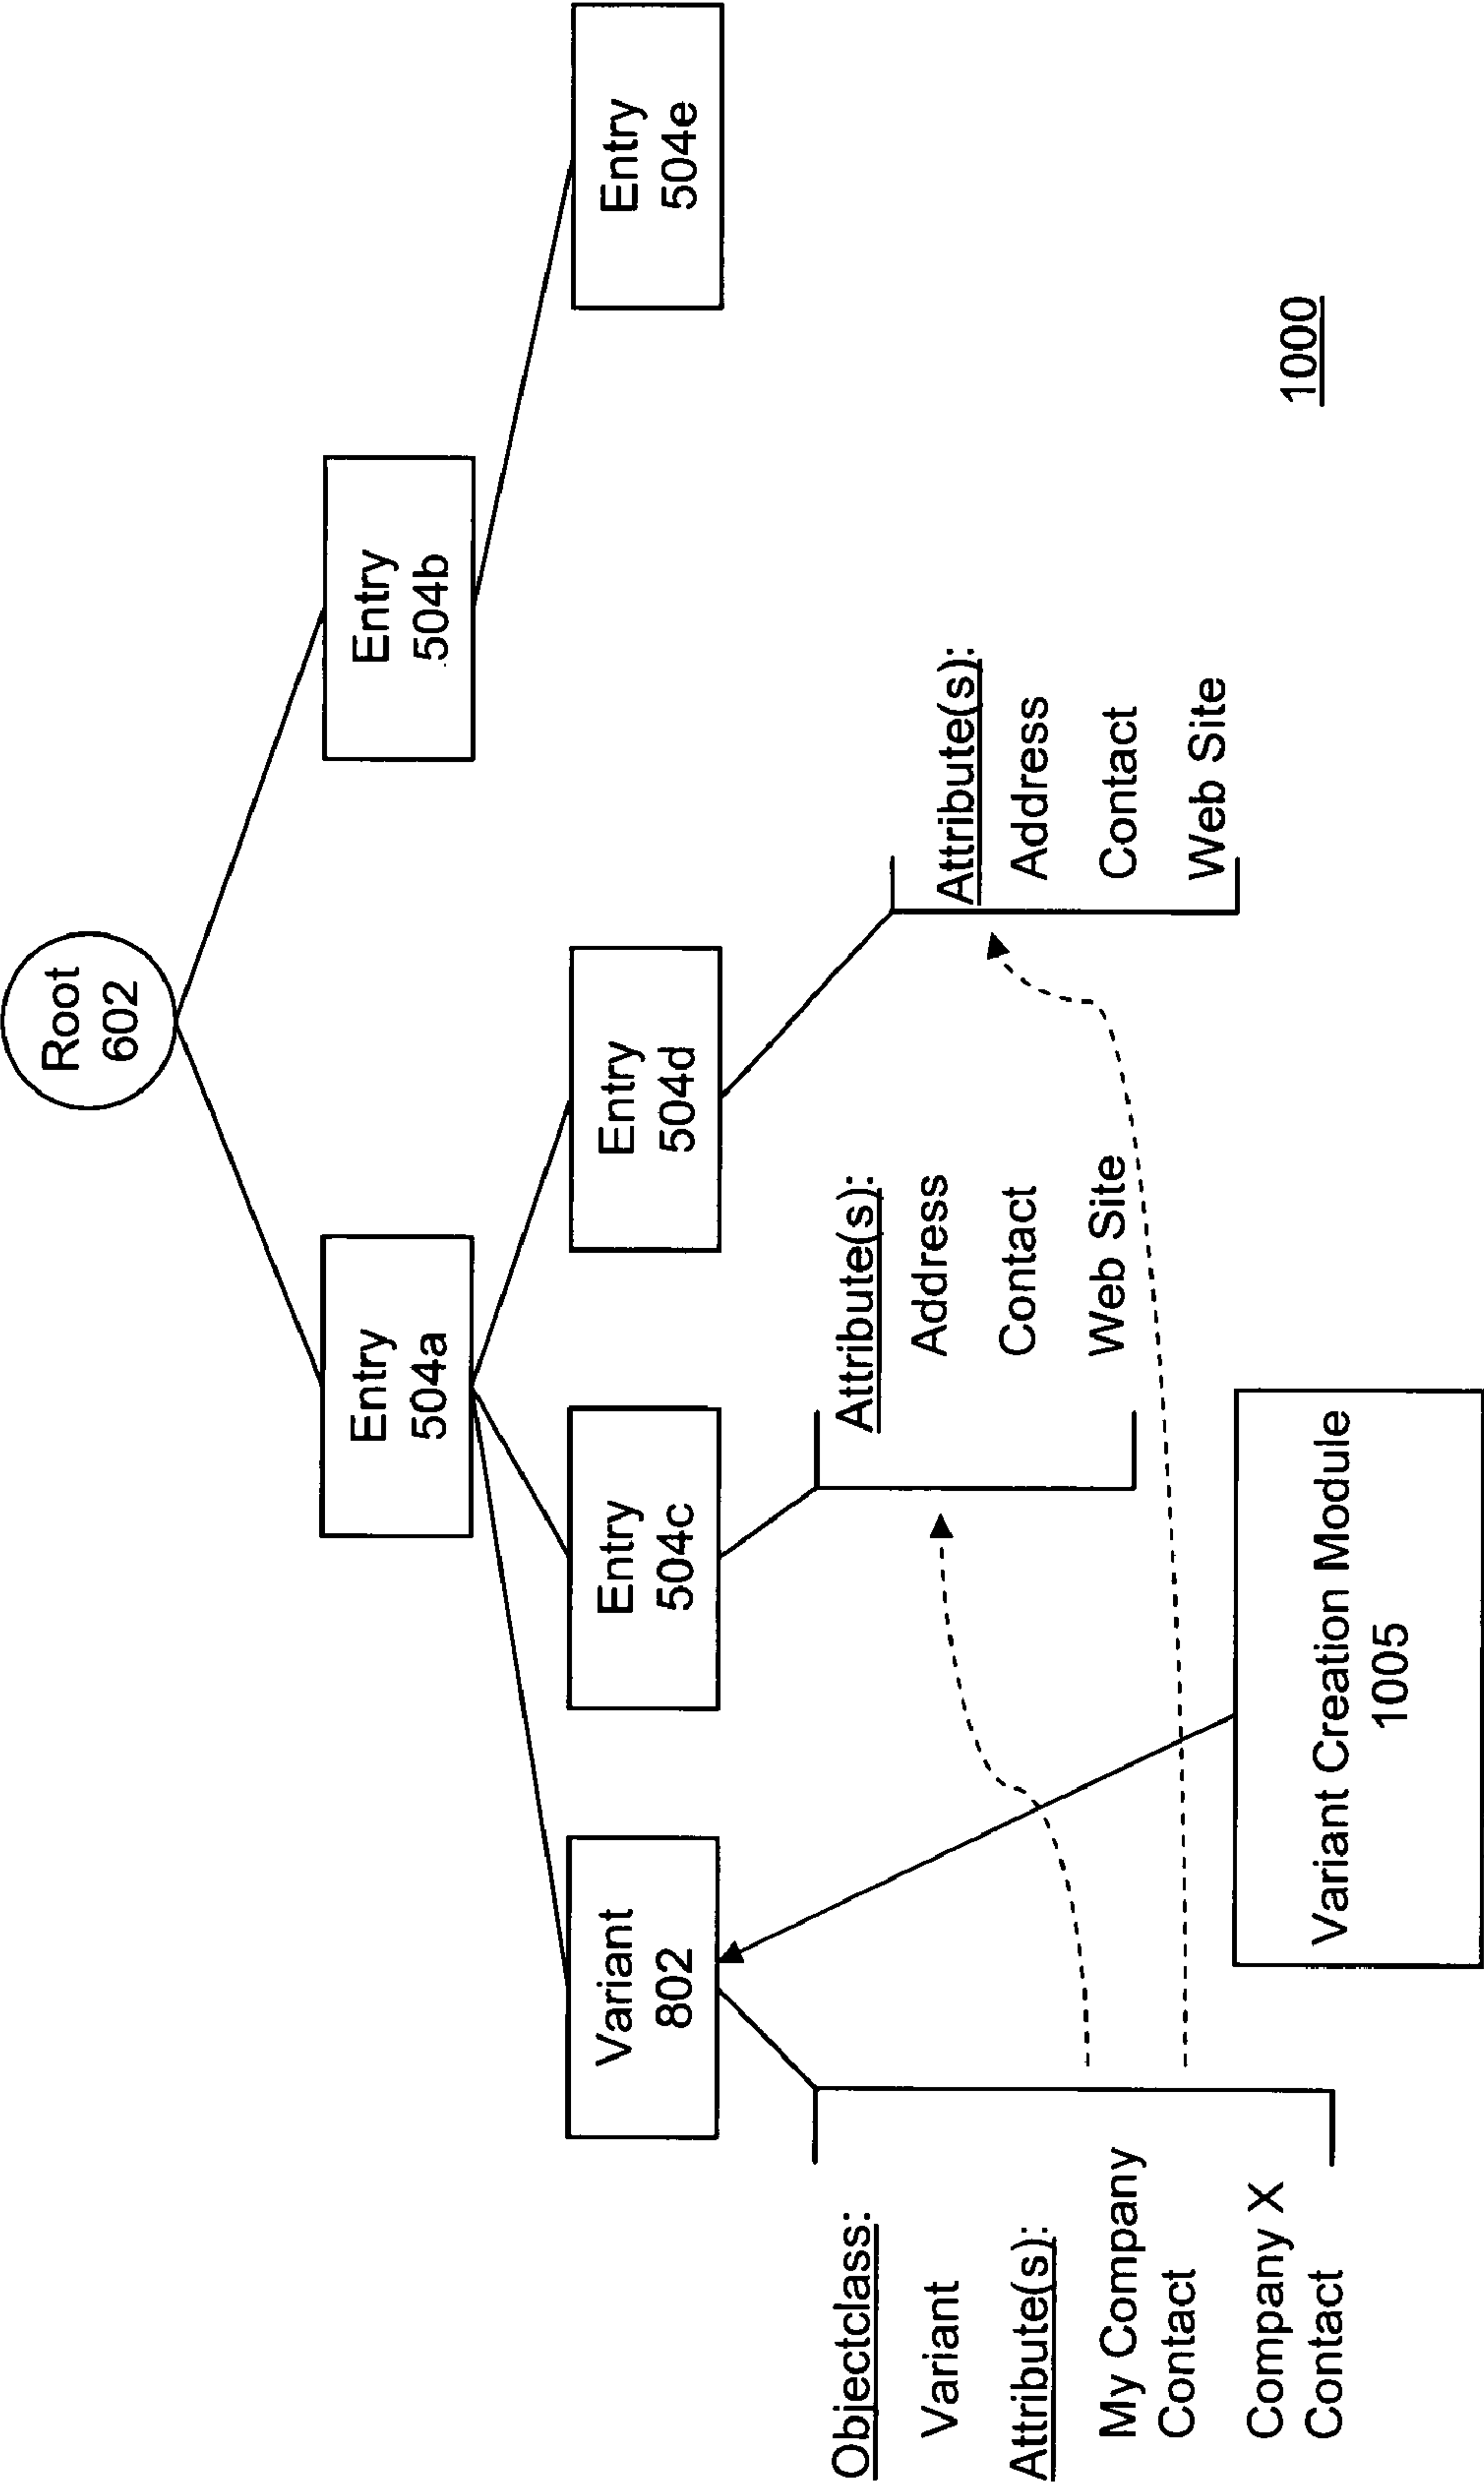 Root
602
Entry
504a
Entry
504b
Variant
802
Entry
504c
Entry
504d
Entry
504e
Objectclass:
Variant
Attribute(s):
My Company
Contact
Company X
Contact
Attribute(s):
Address
Contact
Web Site
Attribute(s):
Address
Contact
Web Site
Variant Creation Module
1005
1000